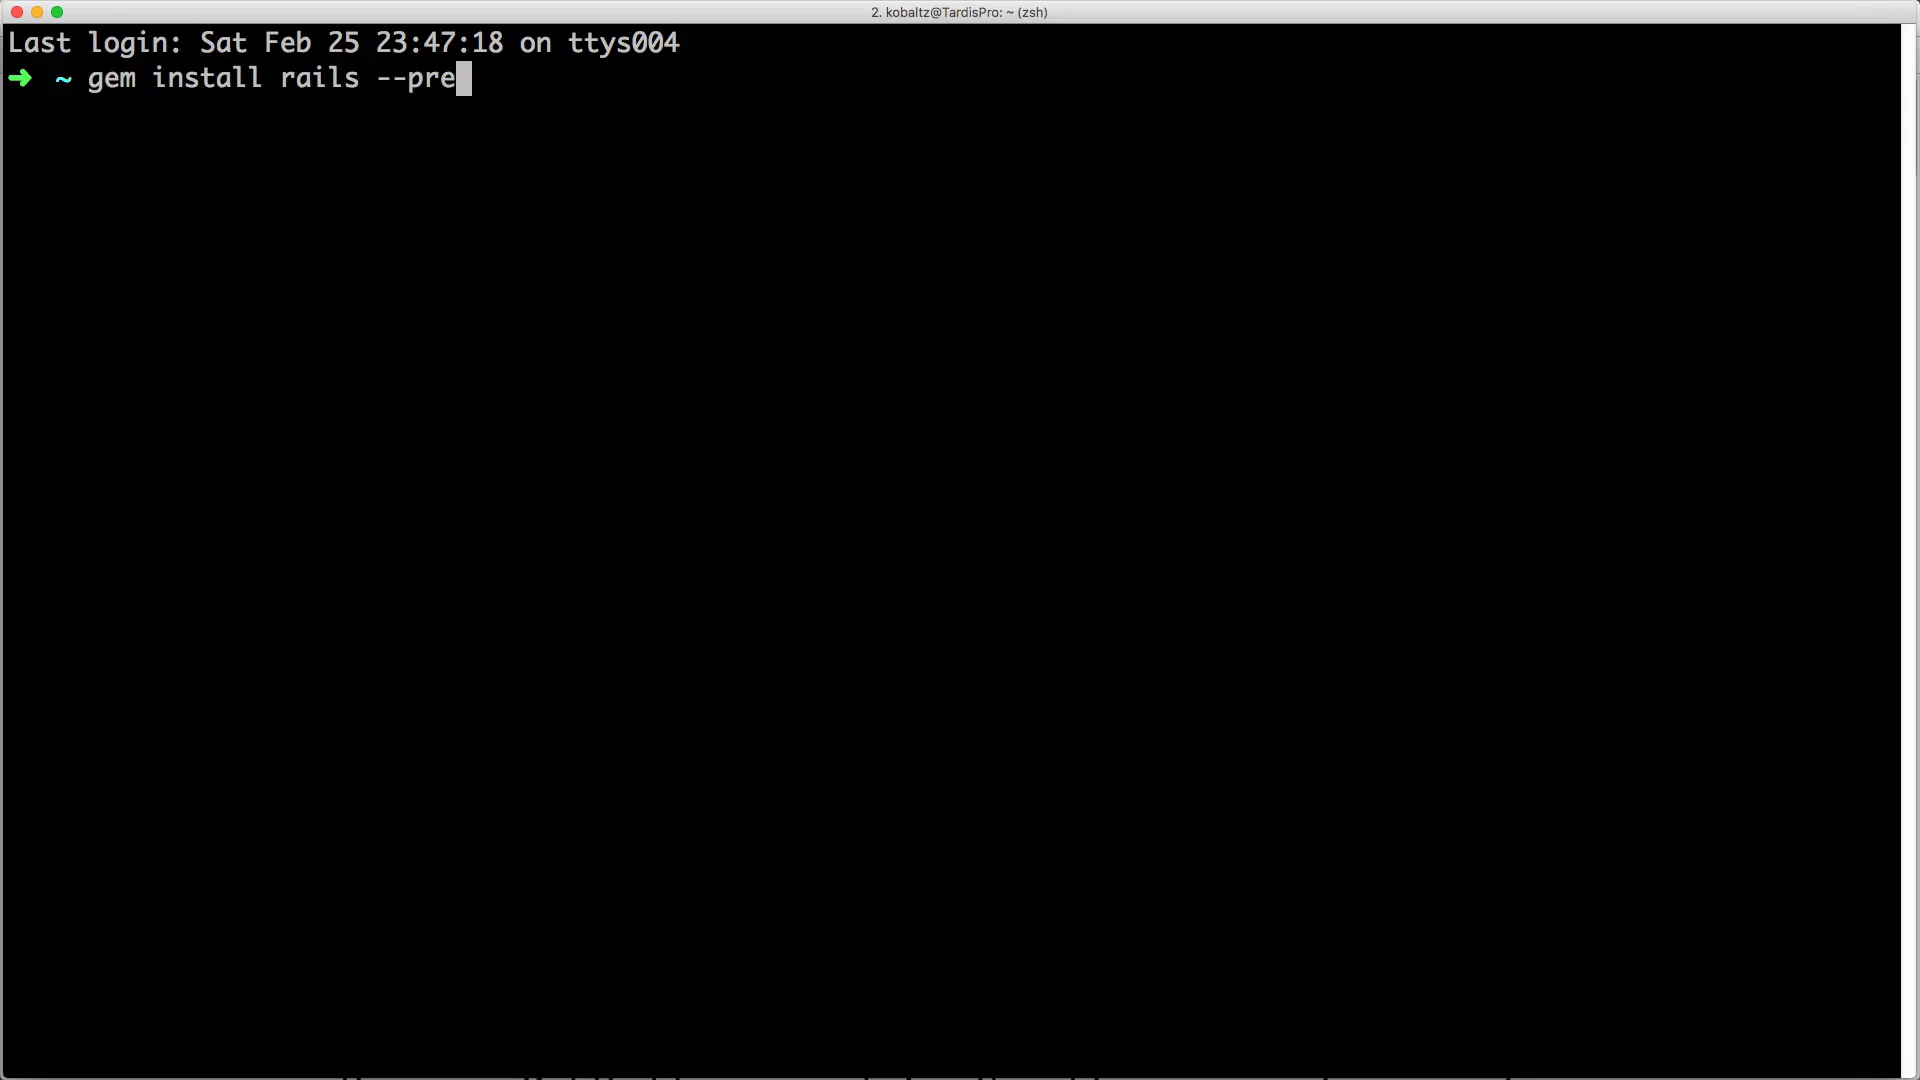 2. kobaltz@TardisPro: ~ (zsh)
Last login: Sat Feb 25 23:47:18 on ttys004
➜ ~ gem install rails --pre